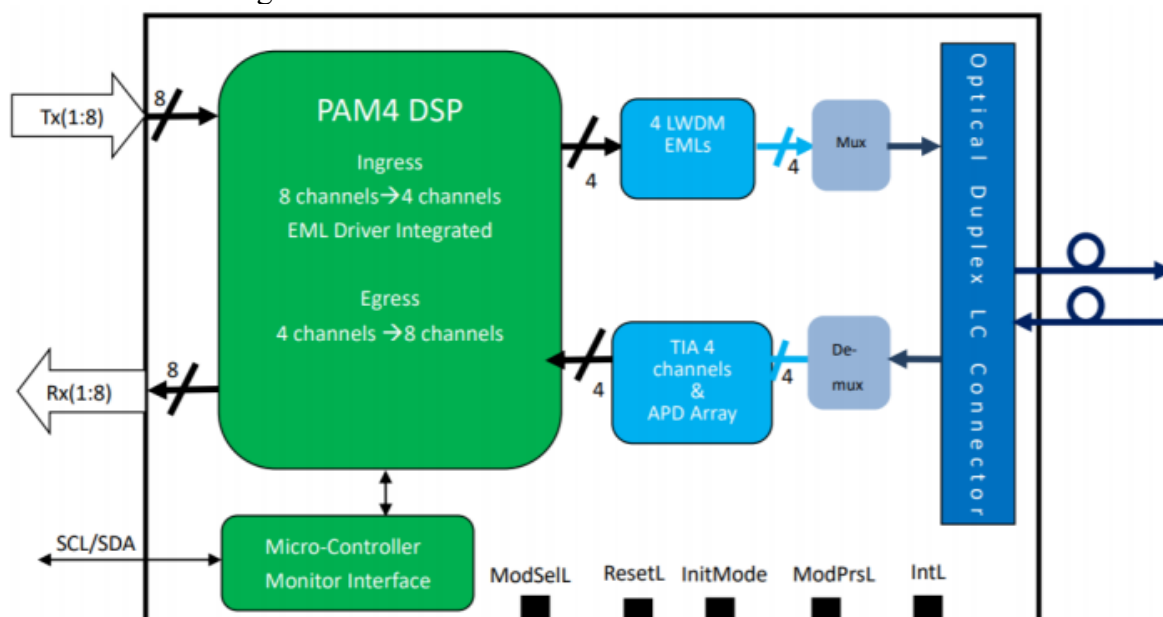 Tx(1:8)
8
PAM4 DSP
Ingress
8 channels→4 channels
EML Driver Integrated
Egress
4 channels →8 channels
4
4 LWDM
EMLs
4
Mux
Optical Duplex LC Connector
Rx(1:8)
8
4
TIA 4
channels
&
APD Array
4
De-
mux
SCL/SDA
Micro-Controller
Monitor Interface
ModSelL
ResetL
InitMode
ModPrsL
IntL